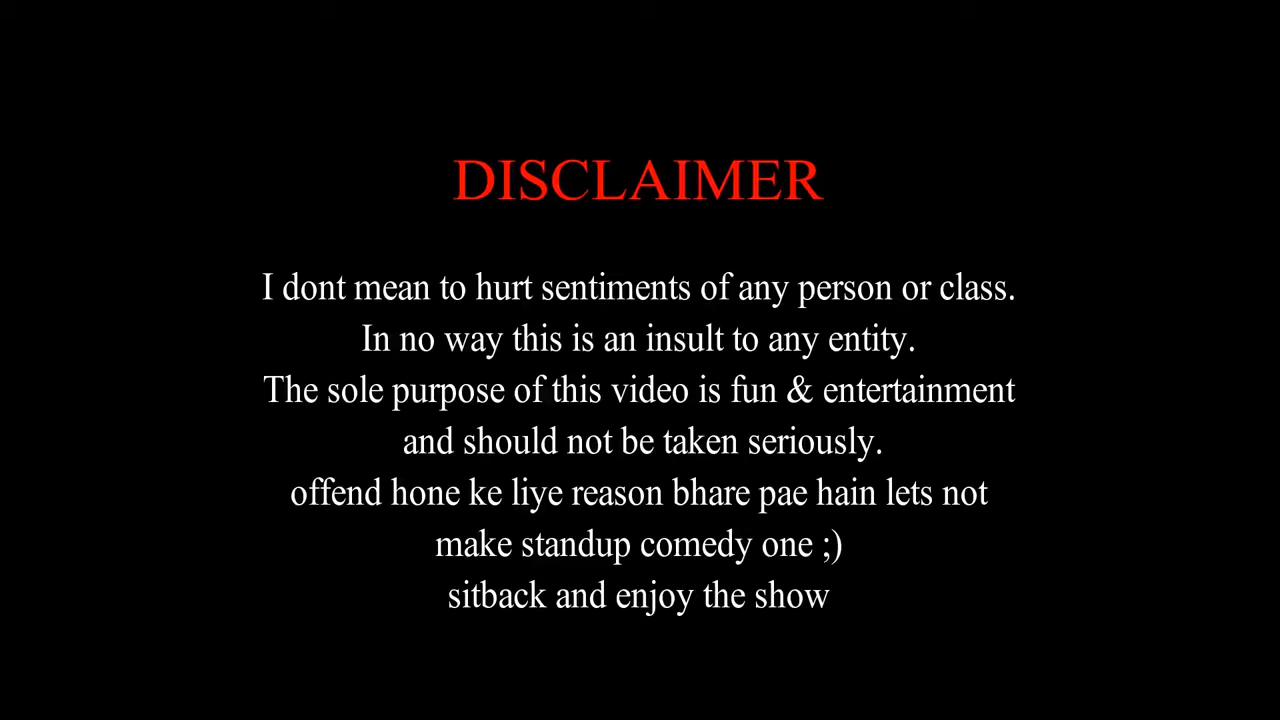 DISCLAIMER
I dont mean to hurt sentiments of any person or class.
In no way this is an insult to any entity.
The sole purpose of this video is fun & entertainment
and should not be taken seriously.
offend hone ke liye reason bhare pae hain lets not
make standup comedy one ;)
sitback and enjoy the show